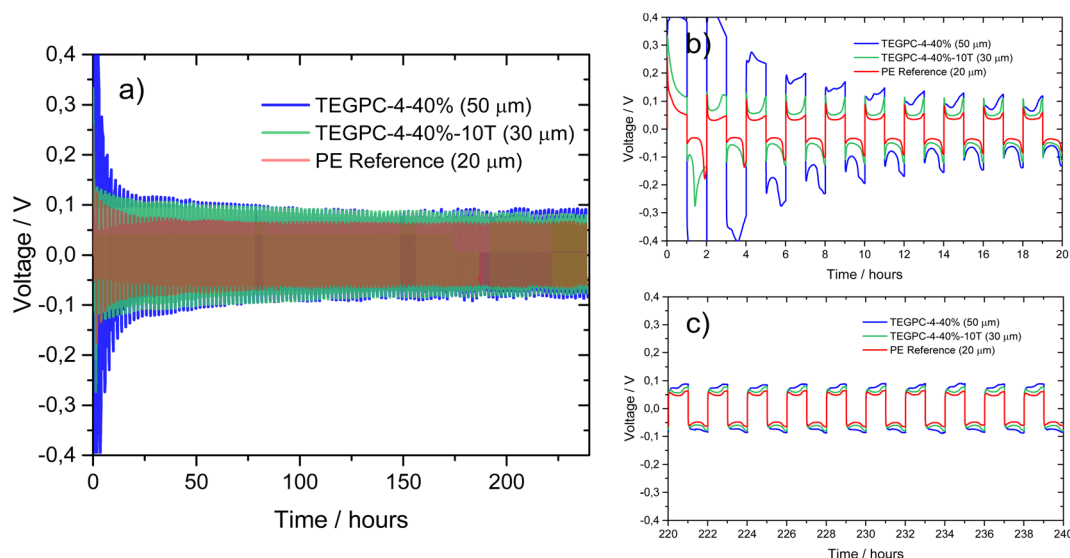 a)
TEGPC-4-40% (50 μm)
TEGPC-4-40%-10T (30 μm)
PE Reference (20 μm)
0,4
0,3
0,2
0,1
0,0
-0,1
-0,2
-0,3
-0,4
Voltage / V
0 50 100 150 200
Time / hours
b)
TEGPC-4-40% (50 μm)
TEGPC-4-40%-10T (30 μm)
PE Reference (20 μm)
0,4
0,3
0,2
0,1
0,0
-0,1
-0,2
-0,3
-0,4
Voltage / V
0 2 4 6 8 10 12 14 16 18 20
Time / hours
c)
TEGPC-4-40% (50 μm)
TEGPC-4-40%-10T (30 μm)
PE Reference (20 μm)
0,4
0,3
0,2
0,1
0,0
-0,1
-0,2
-0,3
-0,4
Voltage / V
220 222 224 226 228 230 232 234 236 238 240
Time / hours